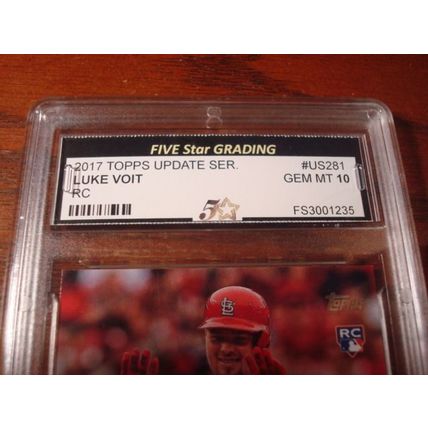 FIVE Star GRADING
2017 TOPPS UPDATE SER. #US281
LUKE VOIT GEM MT 10
RC
5 FS3001235
Topps
RC